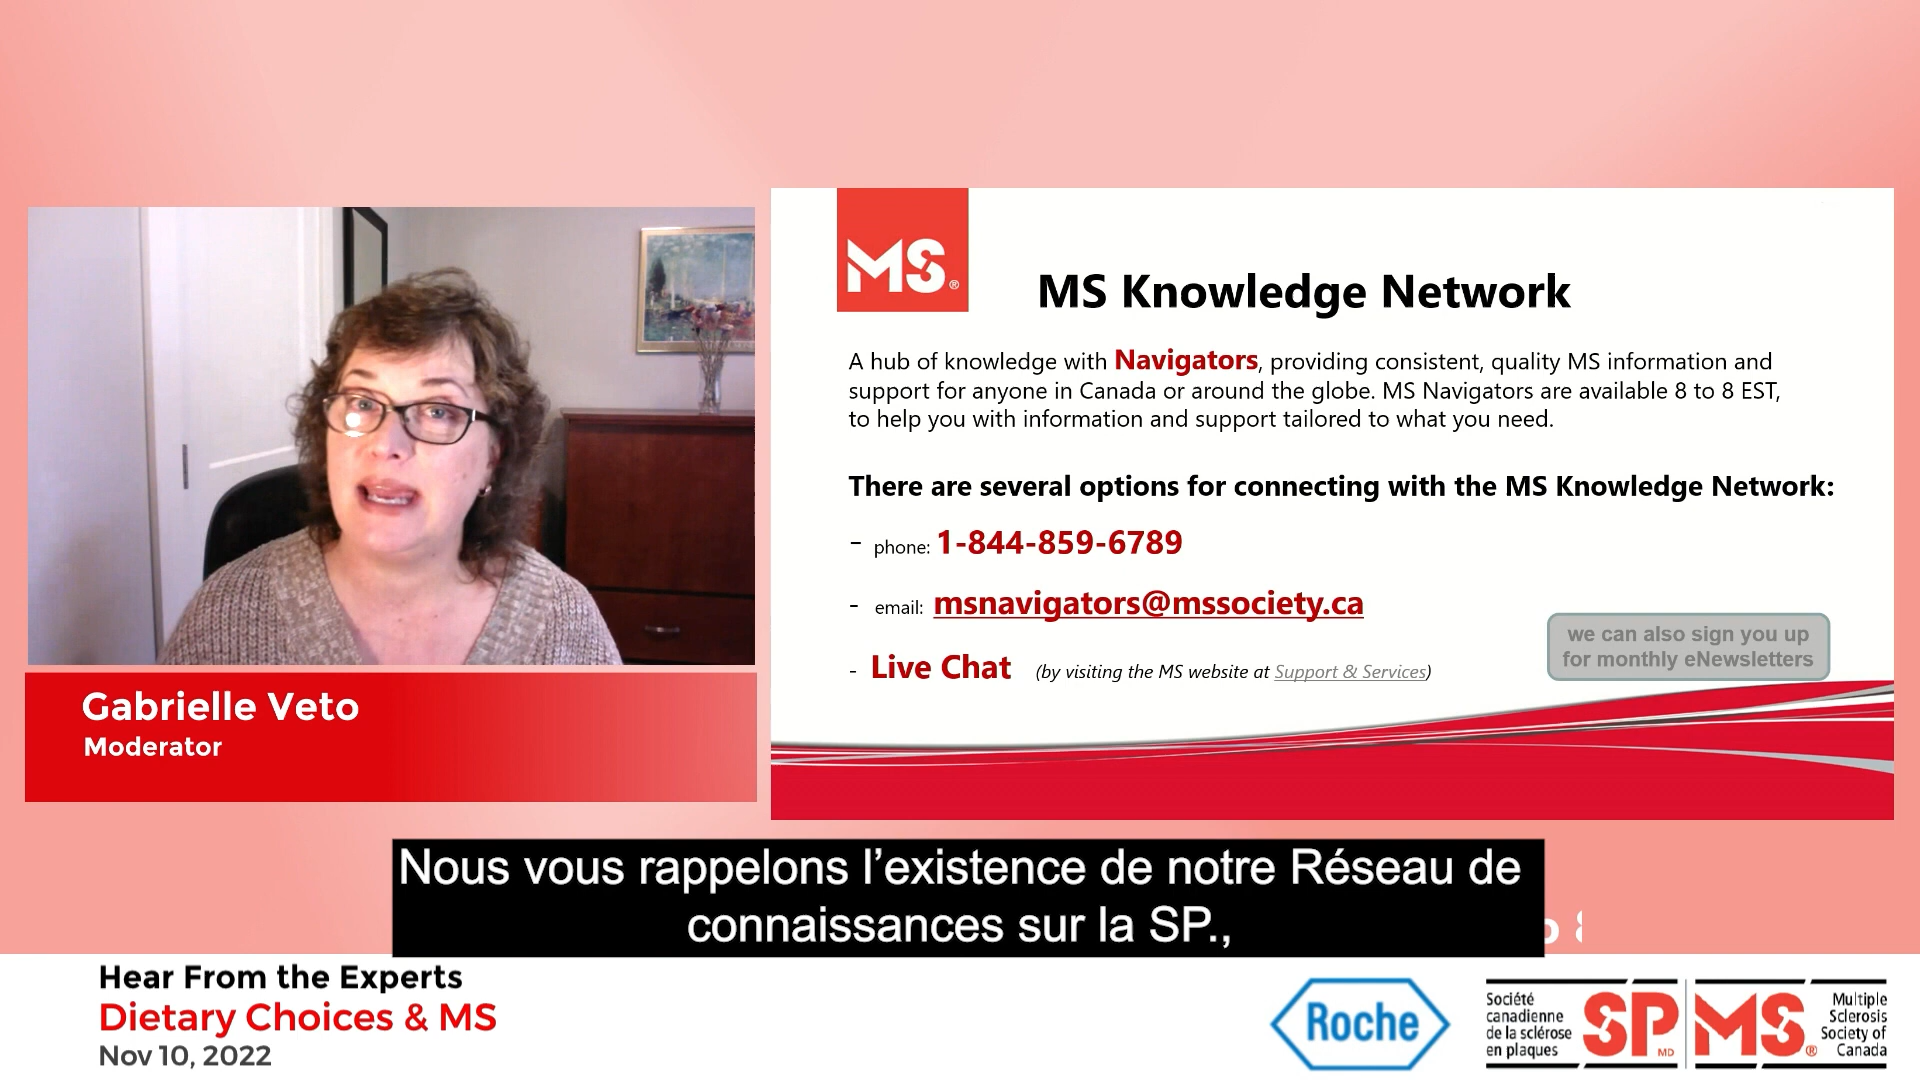 MS®
MS Knowledge Network
A hub of knowledge with Navigators, providing consistent, quality MS information and
support for anyone in Canada or around the globe. MS Navigators are available 8 to 8 EST,
to help you with information and support tailored to what you need.
There are several options for connecting with the MS Knowledge Network:
- phone: 1-844-859-6789
- email: msnavigators@mssociety.ca
- Live Chat (by visiting the MS website at Support & Services)
we can also sign you up
for monthly eNewsletters
Gabrielle Veto
Moderator
Nous vous rappelons l’existence de notre Réseau de
connaissances sur la SP.,
Hear From the Experts
Dietary Choices & MS
Nov 10, 2022
Roche
Société
canadienne
de la sclérose
en plaques
SP MD
MS®
Multiple
Sclerosis
Society of
Canada